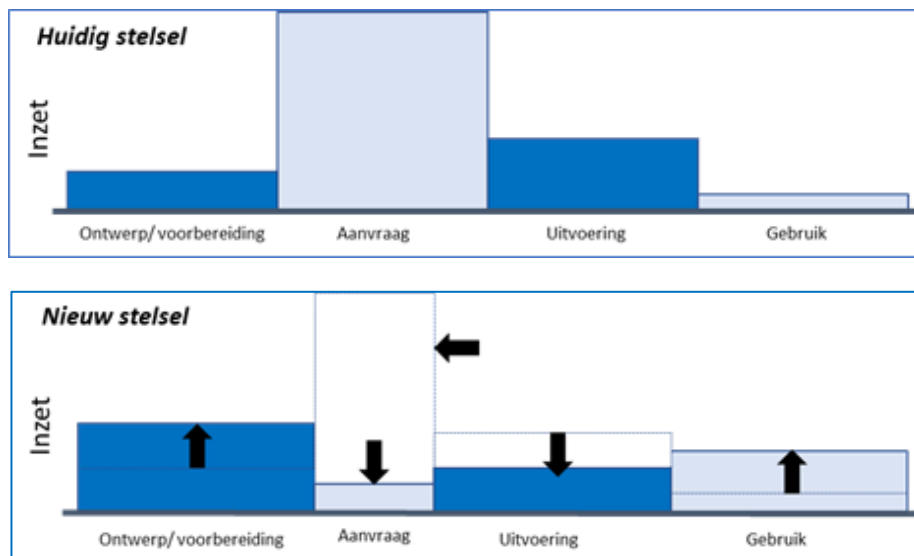 Huidig stelsel
Inzet
Ontwerp/ voorbereiding
Aanvraag
Uitvoering
Gebruik
Nieuw stelsel
Inzet
Ontwerp/ voorbereiding
Aanvraag
Uitvoering
Gebruik